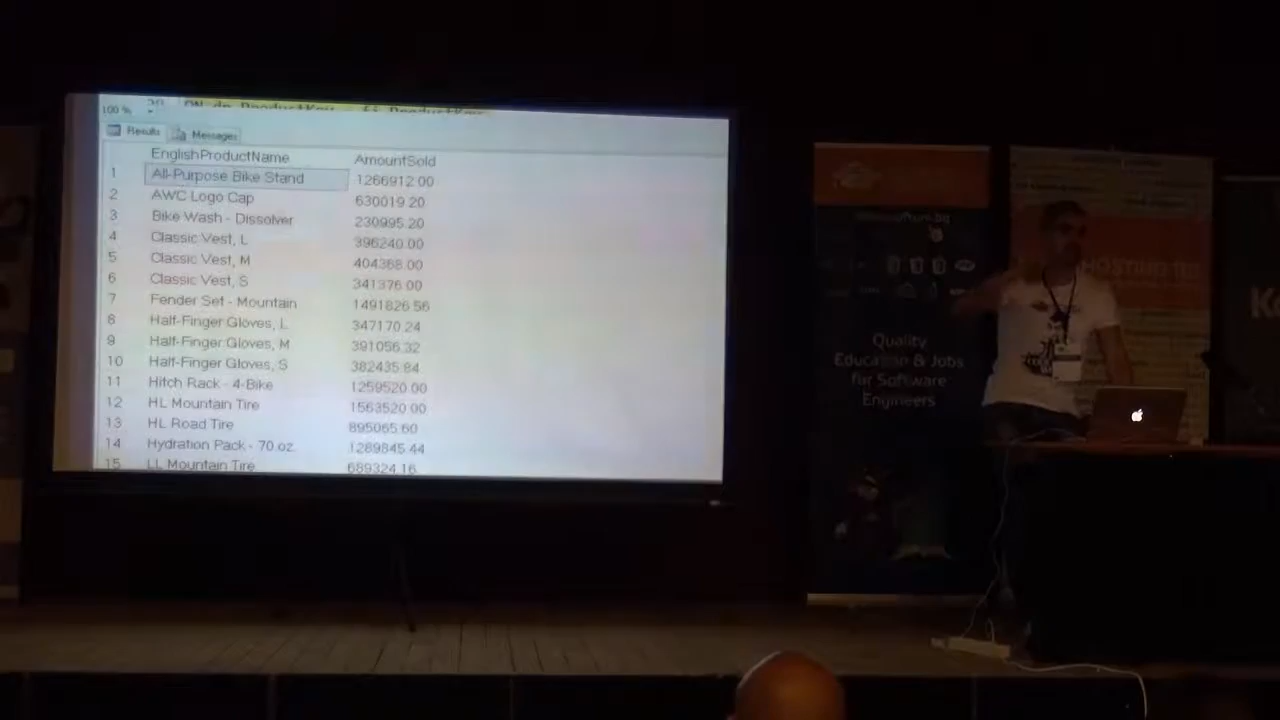 100 %
Results Messages
EnglishProductName AmountSold
1 All-Purpose Bike Stand 1266912.00
2 AWC Logo Cap 630019.20
3 Bike Wash - Dissolver 230995.20
4 Classic Vest, L 396240.00
5 Classic Vest, M 404368.00
6 Classic Vest, S 341376.00
7 Fender Set - Mountain 1491826.56
8 Half-Finger Gloves, L 347170.24
9 Half-Finger Gloves, M 391056.32
10 Half-Finger Gloves, S 382435.84
11 Hitch Rack - 4-Bike 1259520.00
12 HL Mountain Tire 1563520.00
13 HL Road Tire 895065.60
14 Hydration Pack - 70 oz. 1289845.44
15 LL Mountain Tire 689324.16
Quality
Education & Jobs
for Software
Engineers